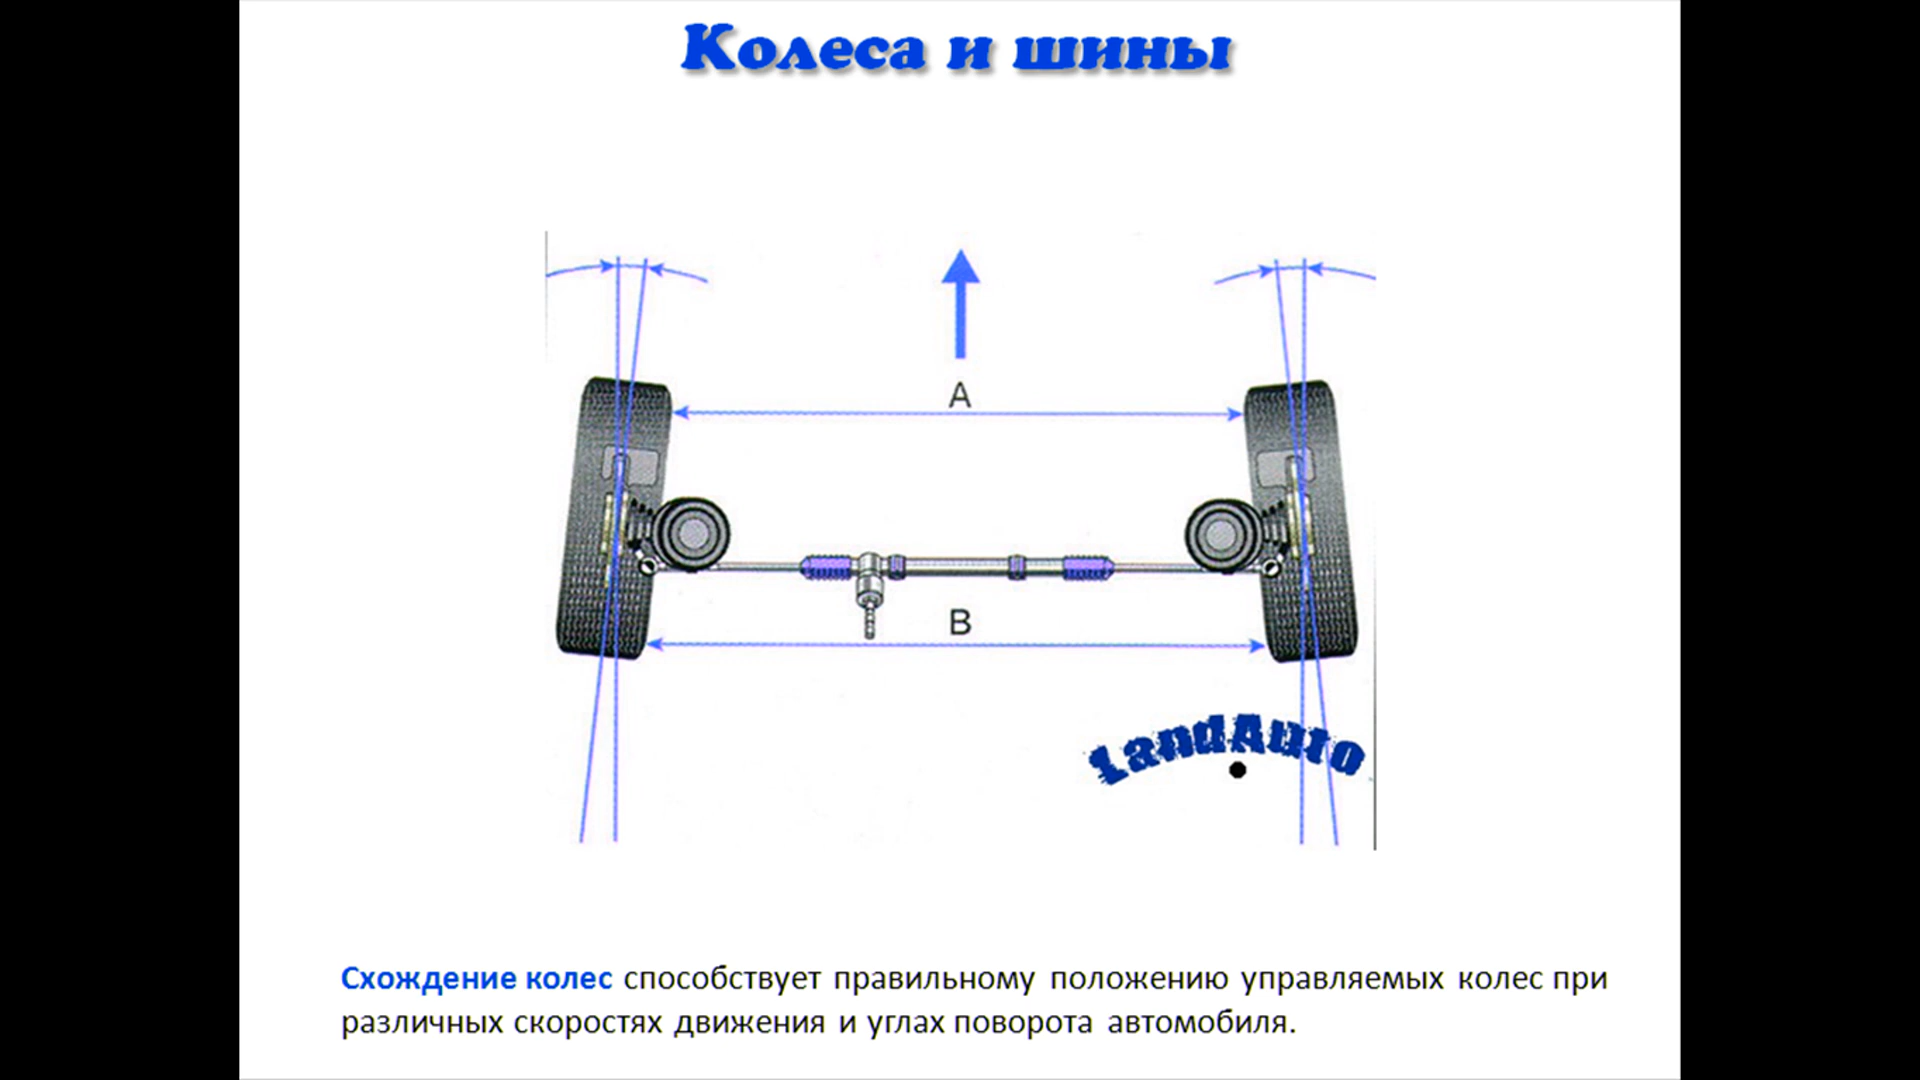 Колеса и шины
A
B
LandAuto
Схождение колес способствует правильному положению управляемых колес при
различных скоростях движения и углах поворота автомобиля.